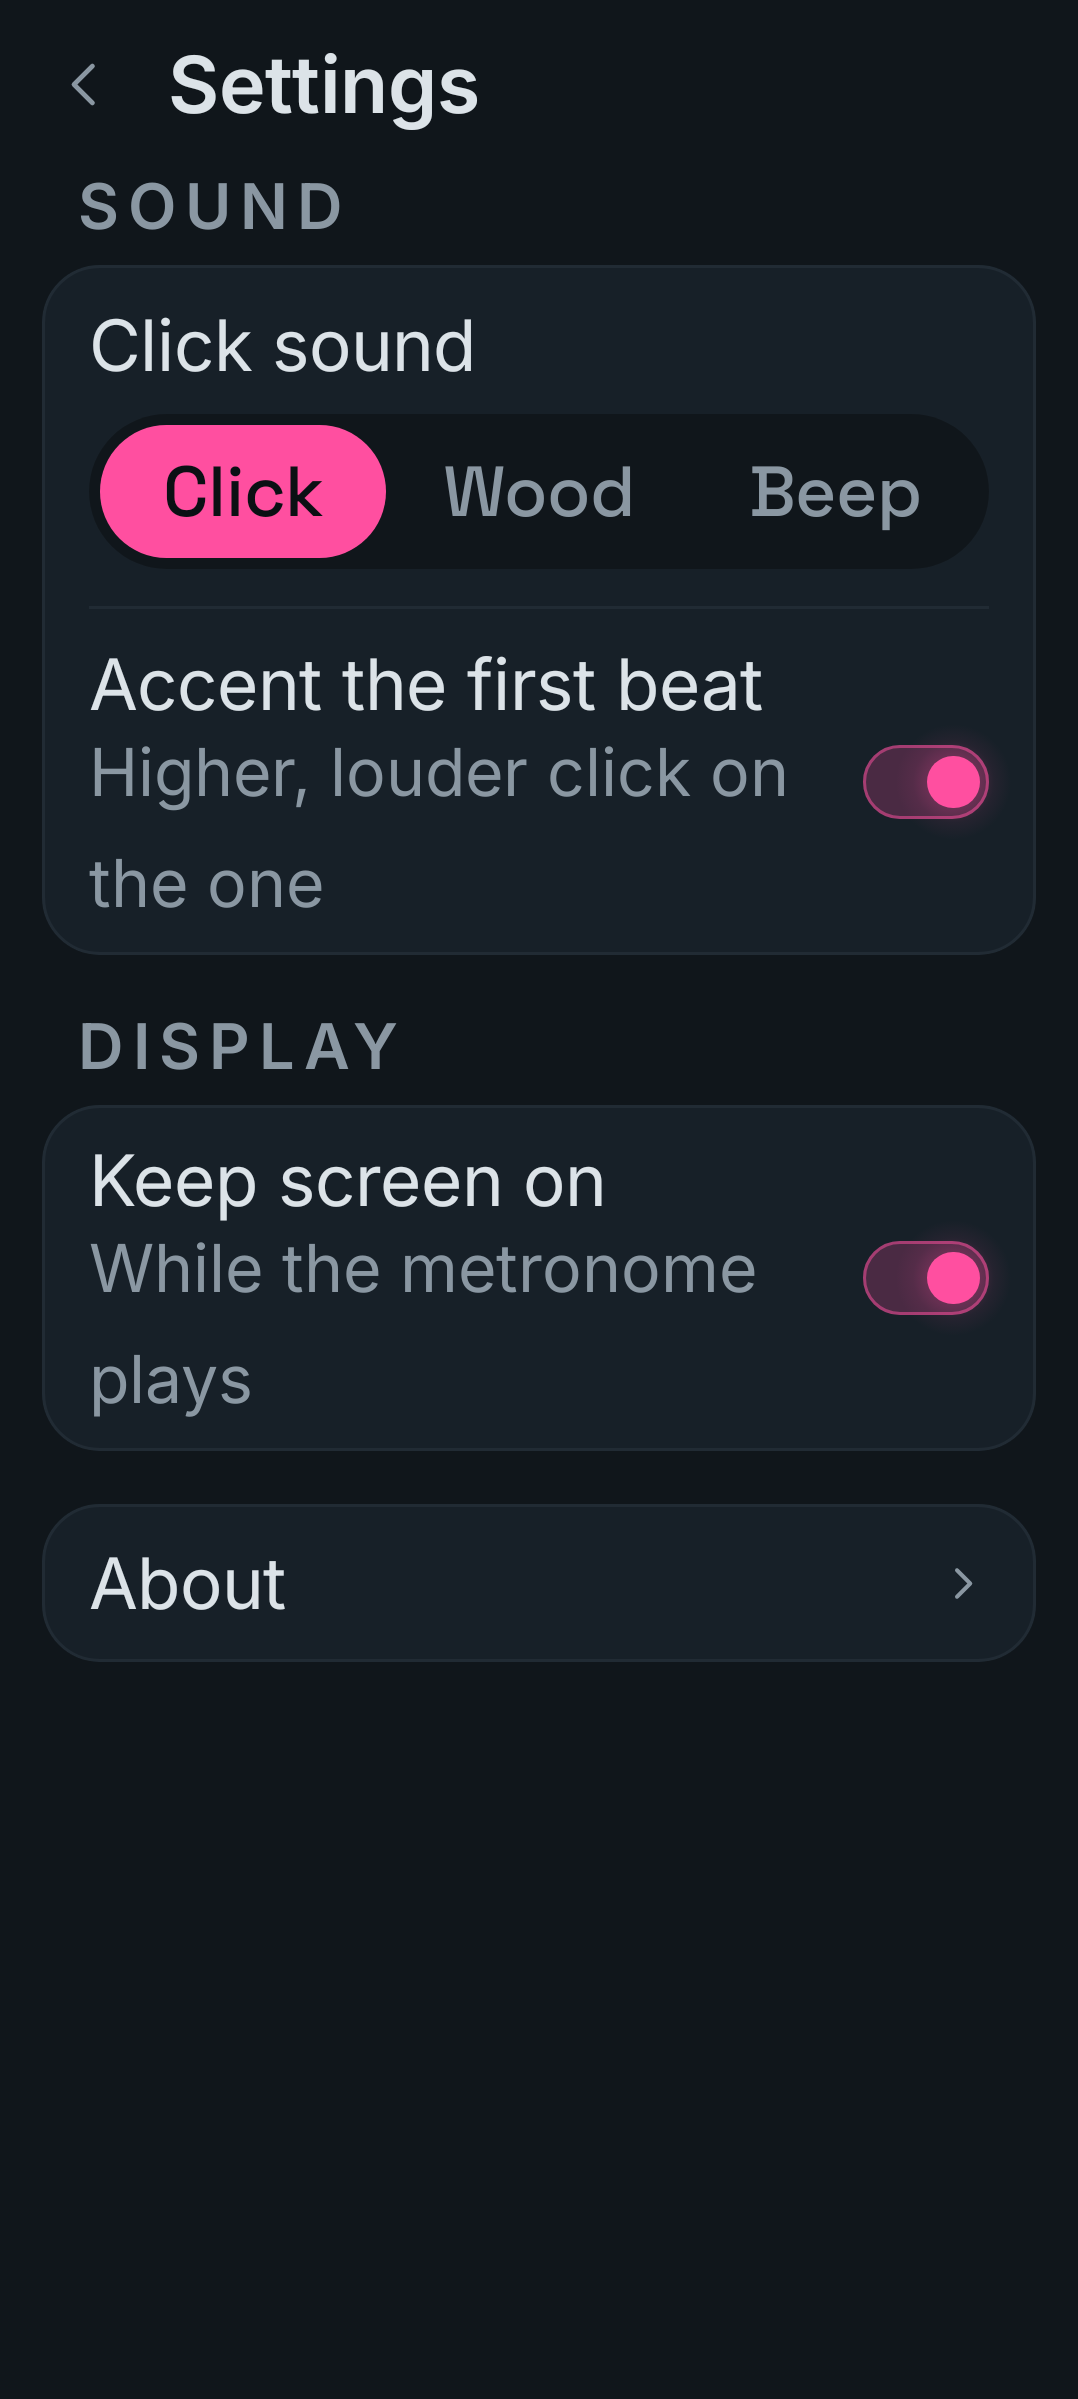 Settings
SOUND
Click sound
Click Wood Beep
Accent the first beat
Higher, louder click on
the one
DISPLAY
Keep screen on
While the metronome
plays
About